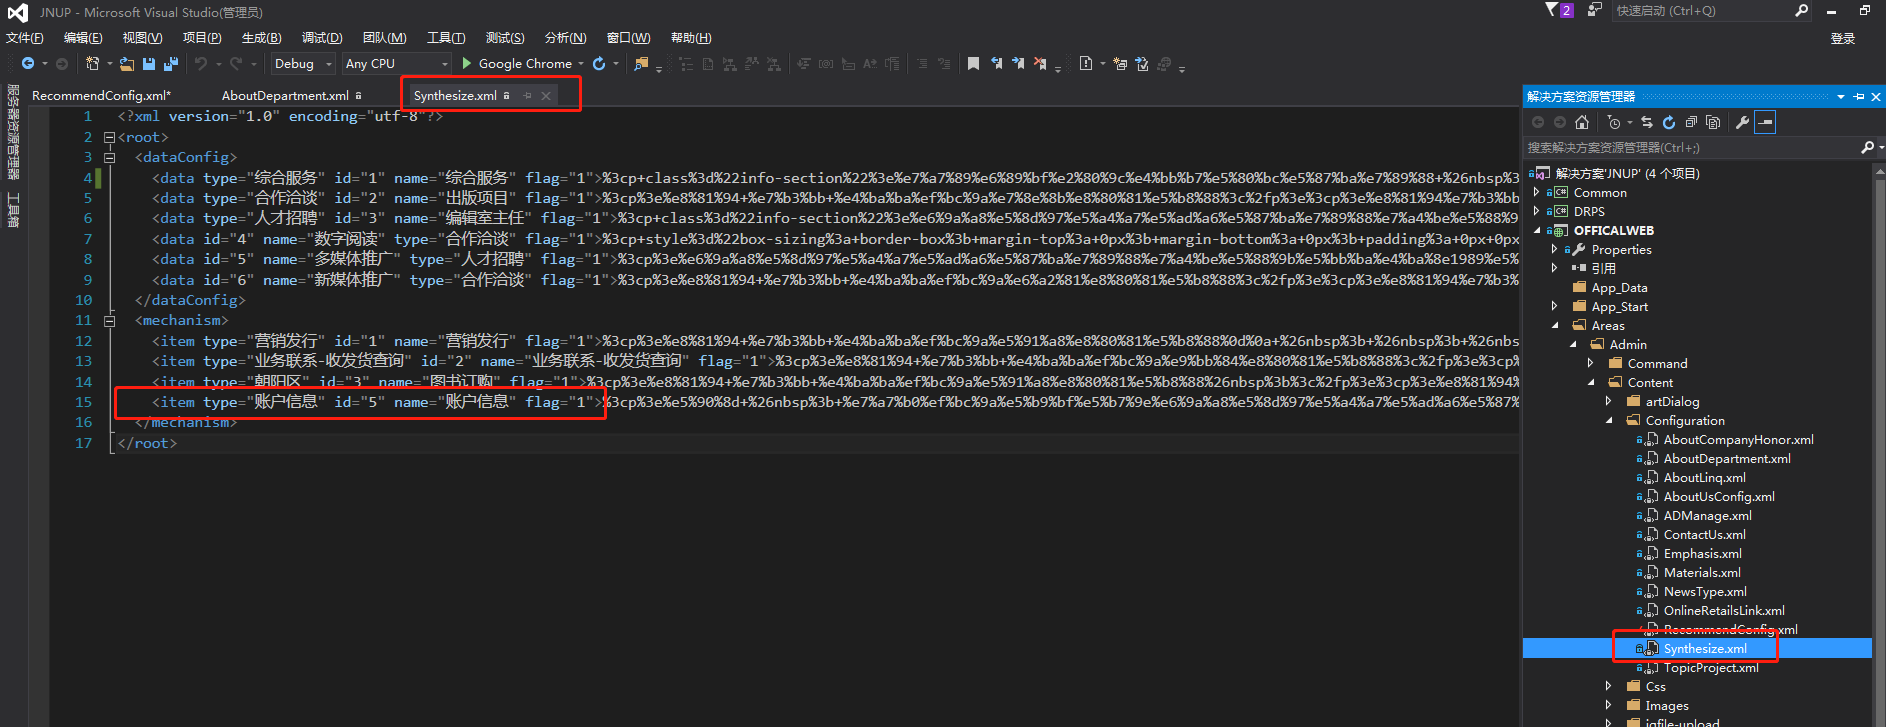 JNUP - Microsoft Visual Studio(管理员)
2
快速启动 (Ctrl+Q)
文件(F) 编辑(E) 视图(V) 项目(P) 生成(B) 调试(D) 团队(M) 工具(T) 测试(S) 分析(N) 窗口(W) 帮助(H)
登录
Debug Any CPU Google Chrome
服务器资源管理器
工具箱
RecommendConfig.xml* AboutDepartment.xml Synthesize.xml
1 <?xml version="1.0" encoding="utf-8"?>
2 <root>
3 <dataConfig>
4 <data type="综合服务" id="1" name="综合服务" flag="1">%3cp+class%3d%22info-section%22%3e%e7%a7%89%e6%89%bf%e2%80%9c%e4%bb%b7%e5%80%bc%e5%87%ba%e7%89%88+%26nbsp%3
5 <data type="合作洽谈" id="2" name="出版项目" flag="1">%3cp%3e%e8%81%94+%e7%b3%bb+%e4%ba%ba%ef%bc%9a%e7%8e%8b%e8%80%81%e5%b8%88%3c%2fp%3e%3cp%3e%e8%81%94%e7%b3%bb
6 <data type="人才招聘" id="3" name="编辑室主任" flag="1">%3cp+class%3d%22info-section%22%3e%e6%9a%a8%e5%8d%97%e5%a4%a7%e5%ad%a6%e5%87%ba%e7%89%88%e7%a4%be%e5%88%9
7 <data id="4" name="数字阅读" type="合作洽谈" flag="1">%3cp+style%3d%22box-sizing%3a+border-box%3b+margin-top%3a+0px%3b+margin-bottom%3a+0px%3b+padding%3a+0px+0px
8 <data id="5" name="多媒体推广" type="人才招聘" flag="1">%3cp%3e%e6%9a%a8%e5%8d%97%e5%a4%a7%e5%ad%a6%e5%87%ba%e7%89%88%e7%a4%be%e5%88%9b%e5%bb%ba%e4%ba%8e1989%e5%
9 <data id="6" name="新媒体推广" type="合作洽谈" flag="1">%3cp%3e%e8%81%94+%e7%b3%bb+%e4%ba%ba%ef%bc%9a%e6%a2%81%e8%80%81%e5%b8%88%3c%2fp%3e%3cp%3e%e8%81%94%e7%b3%
10 </dataConfig>
11 <mechanism>
12 <item type="营销发行" id="1" name="营销发行" flag="1">%3cp%3e%e8%81%94+%e7%b3%bb+%e4%ba%ba%ef%bc%9a%e5%91%a8%e8%80%81%e5%b8%88%0d%0a+%26nbsp%3b+%26nbsp%3b+%26nbs
13 <item type="业务联系-收发货查询" id="2" name="业务联系-收发货查询" flag="1">%3cp%3e%e8%81%94+%e7%b3%bb+%e4%ba%ba%ef%bc%9a%e9%bb%84%e8%80%81%e5%b8%88%3c%2fp%3e%3cp
14 <item type="朝阳区" id="3" name="图书订购" flag="1">%3cp%3e%e8%81%94+%e7%b3%bb+%e4%ba%ba%ef%bc%9a%e5%91%a8%e8%80%81%e5%b8%88%26nbsp%3b%3c%2fp%3e%3cp%3e%e8%81%94%
15 <item type="账户信息" id="5" name="账户信息" flag="1">%3cp%3e%e5%90%8d+%26nbsp%3b+%e7%a7%b0%ef%bc%9a%e5%b9%bf%e5%b7%9e%e6%9a%a8%e5%8d%97%e5%a4%a7%e5%ad%a6%e5%87%
16 </mechanism>
17 </root>
解决方案资源管理器
搜索解决方案资源管理器(Ctrl+;)
解决方案'JNUP' (4 个项目)
Common
DRPS
OFFICALWEB
Properties
引用
App_Data
App_Start
Areas
Admin
Command
Content
artDialog
Configuration
AboutCompanyHonor.xml
AboutDepartment.xml
AboutLinq.xml
AboutUsConfig.xml
ADManage.xml
ContactUs.xml
Emphasis.xml
Materials.xml
NewsType.xml
OnlineRetailsLink.xml
RecommendConfig.xml
Synthesize.xml
TopicProject.xml
Css
Images
jqfile-upload